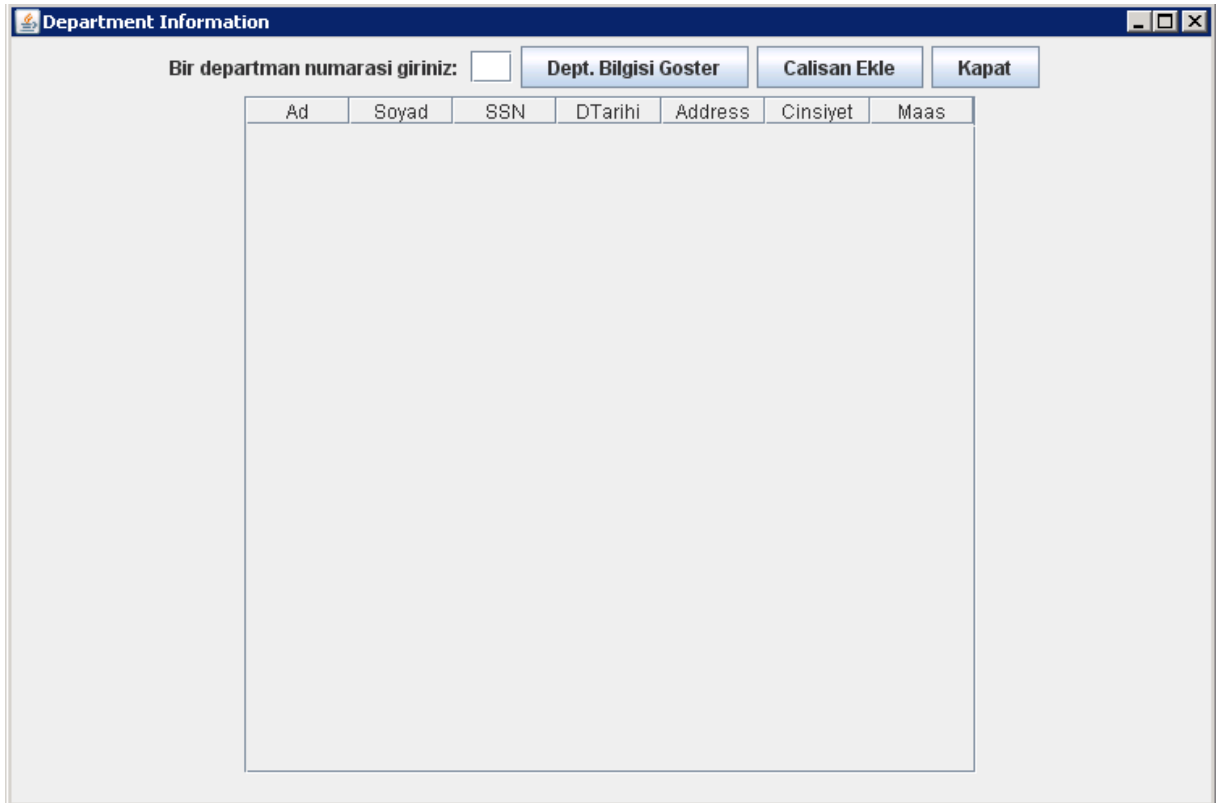 Department Information
Bir departman numarasi giriniz: Dept. Bilgisi Goster Calisan Ekle Kapat
Ad Soyad SSN DTarihi Address Cinsiyet Maas